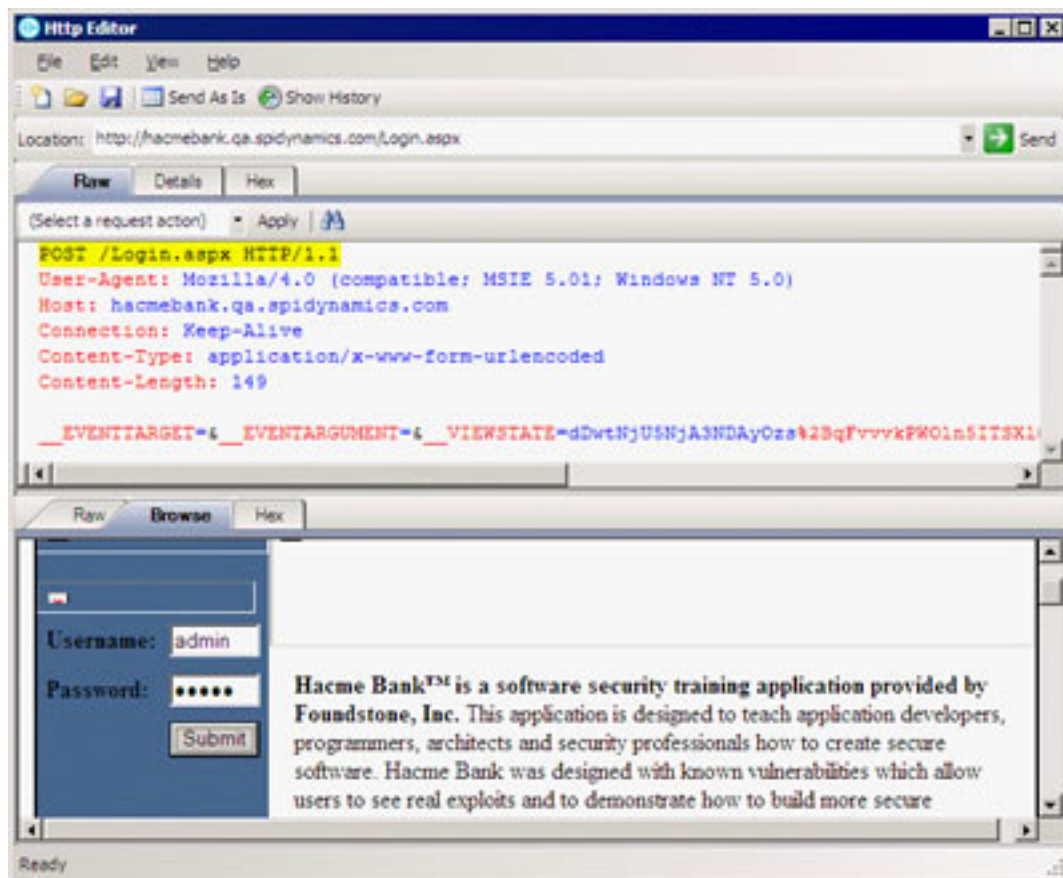 Http Editor
File Edit View Help
Send As Is Show History
Location: http://hacmebank.qa.spidynamics.com/Login.aspx Send
Raw Details Hex
(Select a request action) Apply
POST /Login.aspx HTTP/1.1
User-Agent: Mozilla/4.0 (compatible; MSIE 5.01; Windows NT 5.0)
Host: hacmebank.qa.spidynamics.com
Connection: Keep-Alive
Content-Type: application/x-www-form-urlencoded
Content-Length: 149
__EVENTTARGET=&__EVENTARGUMENT=&__VIEWSTATE=
Raw Browse Hex
Username: admin
Password: •••••
Submit
Hacme Bank™ is a software security training application provided by
Foundstone, Inc. This application is designed to teach application developers,
programmers, architects and security professionals how to create secure
software. Hacme Bank was designed with known vulnerabilities which allow
users to see real exploits and to demonstrate how to build more secure
Ready